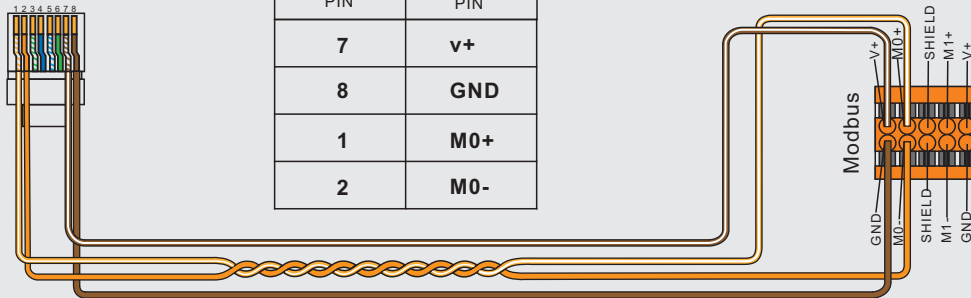 1 2 3 4 5 6 7 8
PIN PIN
7 v+
8 GND
1 M0+
2 M0-
Modbus
V+
M0+
SHIELD
M1+
V+
GND
M0-
SHIELD
M1-
GND